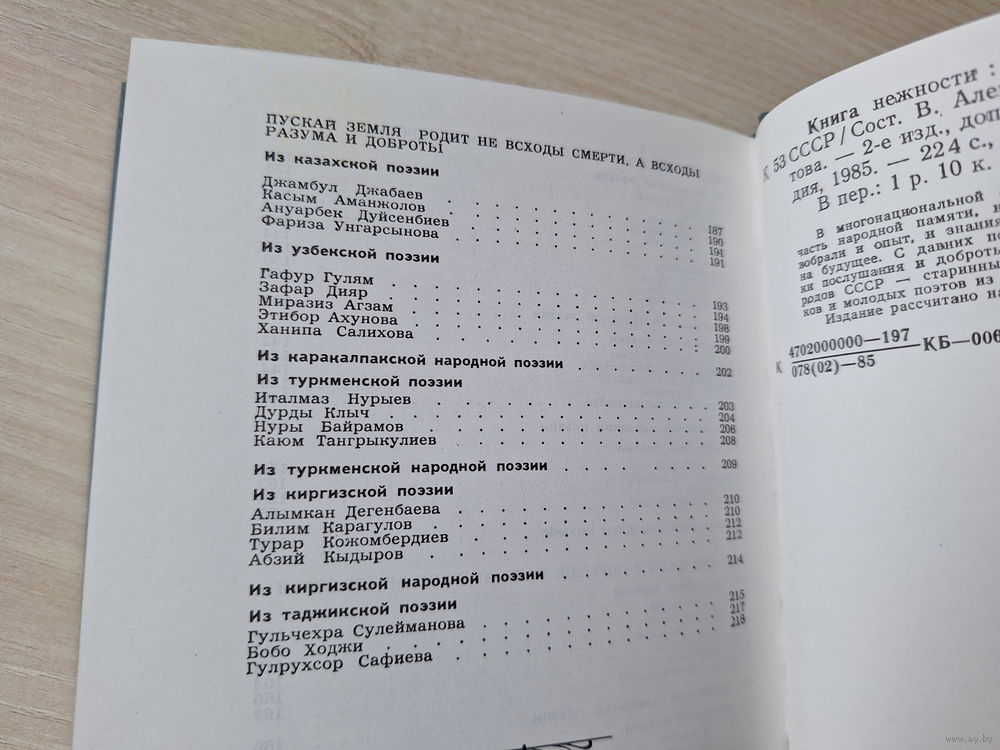 ПУСКАЙ ЗЕМЛЯ РОДИТ НЕ ВСХОДЫ СМЕРТИ, А ВСХОДЫ
РАЗУМА И ДОБРОТЫ
Из казахской поэзии
Джамбул Джабаев . . . . . . . . . . . . 187
Касым Аманжолов . . . . . . . . . . . . 190
Ануарбек Дуйсенбиев . . . . . . . . . . . . 191
Фариза Унгарсынова . . . . . . . . . . . . 191
Из узбекской поэзии
Гафур Гулям . . . . . . . . . . . . 193
Зафар Дияр . . . . . . . . . . . . 194
Миразиз Агзам . . . . . . . . . . . . 198
Этибор Ахунова . . . . . . . . . . . . 199
Ханипа Салихова . . . . . . . . . . . . 200
Из каракалпакской народной поэзии . . . . . . . 202
Из туркменской поэзии
Италмаз Нурыев . . . . . . . . . . . . 203
Дурды Клыч . . . . . . . . . . . . 204
Нуры Байрамов . . . . . . . . . . . . 206
Каюм Тангрыкулиев . . . . . . . . . . . . 208
Из туркменской народной поэзии . . . . . . . . 209
Из киргизской поэзии
Алымкан Дегенбаева . . . . . . . . . . . . 210
Билим Карагулов . . . . . . . . . . . . 210
Турар Кожомбердиев . . . . . . . . . . . . 212
Абзий Кыдыров . . . . . . . . . . . . 212
Из киргизской народной поэзии . . . . . . . . 214
Из таджикской поэзии
Гульчехра Сулейманова . . . . . . . . . . . . 215
Бобо Ходжи . . . . . . . . . . . . 217
Гулрухсор Сафиева . . . . . . . . . . . . 218
Книга нежности :
К 53 СССР / Сост. В. Але
това. — 2-е изд., доп
дия, 1985. — 224 с.,
В пер.: 1 р. 10 к.
В многонациональной
часть народной памяти,
вобрали и опыт, и знания
на будущее. С давних по
ки послушания и доброты
родов СССР — старинны
ков и молодых поэтов из
Издание рассчитано на
К 4702000000—197
078(02)—85 КБ—006
www.ay.by